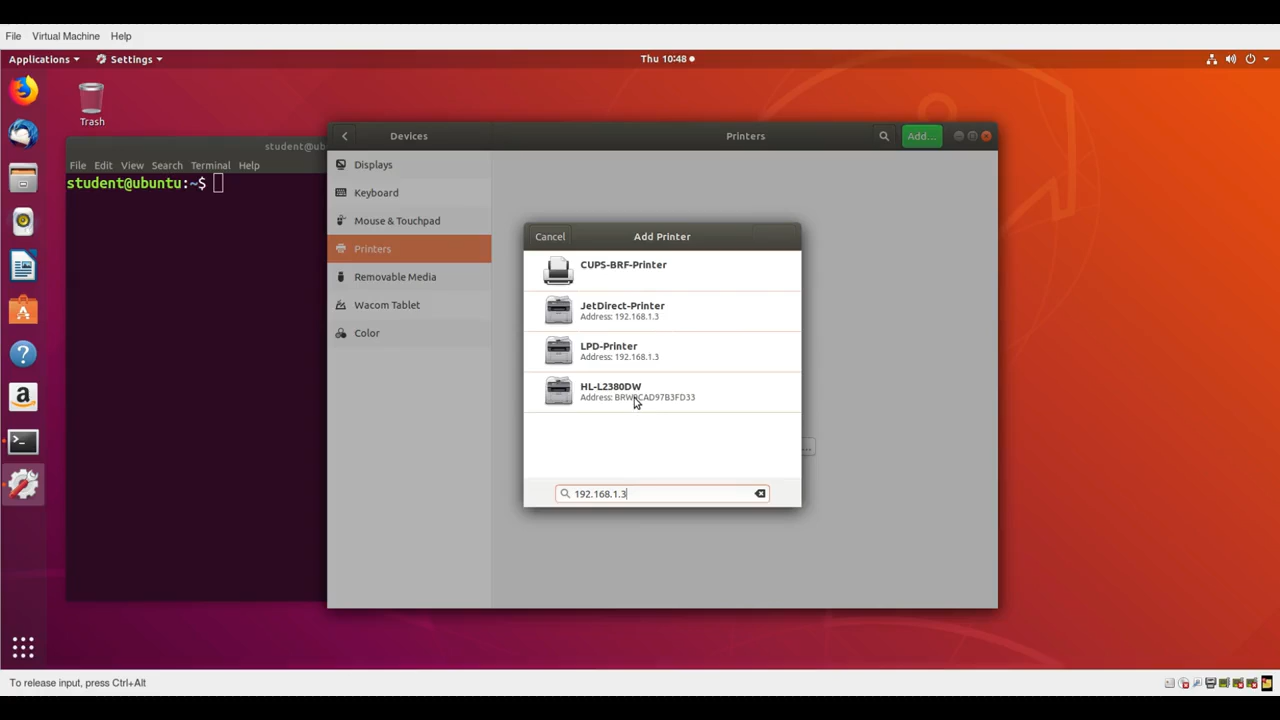 File Virtual Machine Help
Applications Settings Thu 10:48
Trash
Devices Printers Add...
student@ub
File Edit View Search Terminal Help
student@ubuntu:~$
Displays
Keyboard
Mouse & Touchpad
Printers
Removable Media
Wacom Tablet
Color
Cancel Add Printer
CUPS-BRF-Printer
JetDirect-Printer
Address: 192.168.1.3
LPD-Printer
Address: 192.168.1.3
HL-L2380DW
Address:
...
192.168.1.3
To release input, press Ctrl+Alt